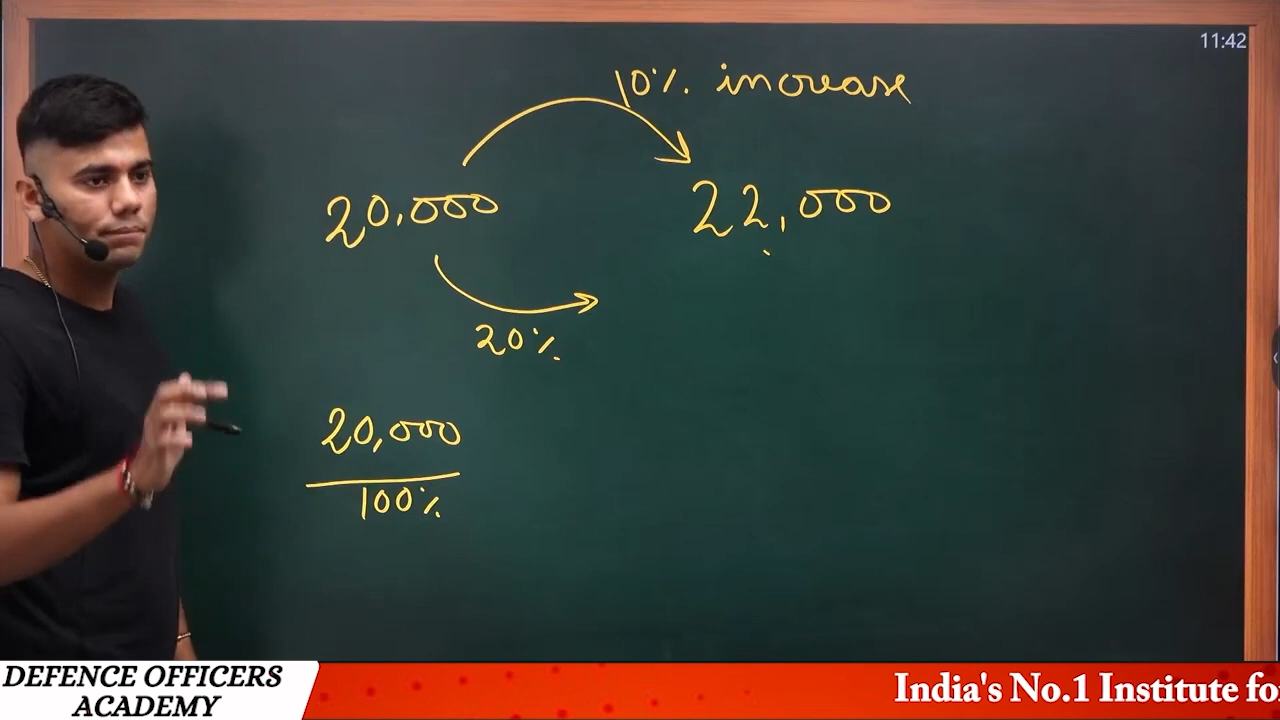 11:42
10% increase
20,000
22,000
20%
20,000
100%
DEFENCE OFFICERS
ACADEMY
India's No.1 Institute fo